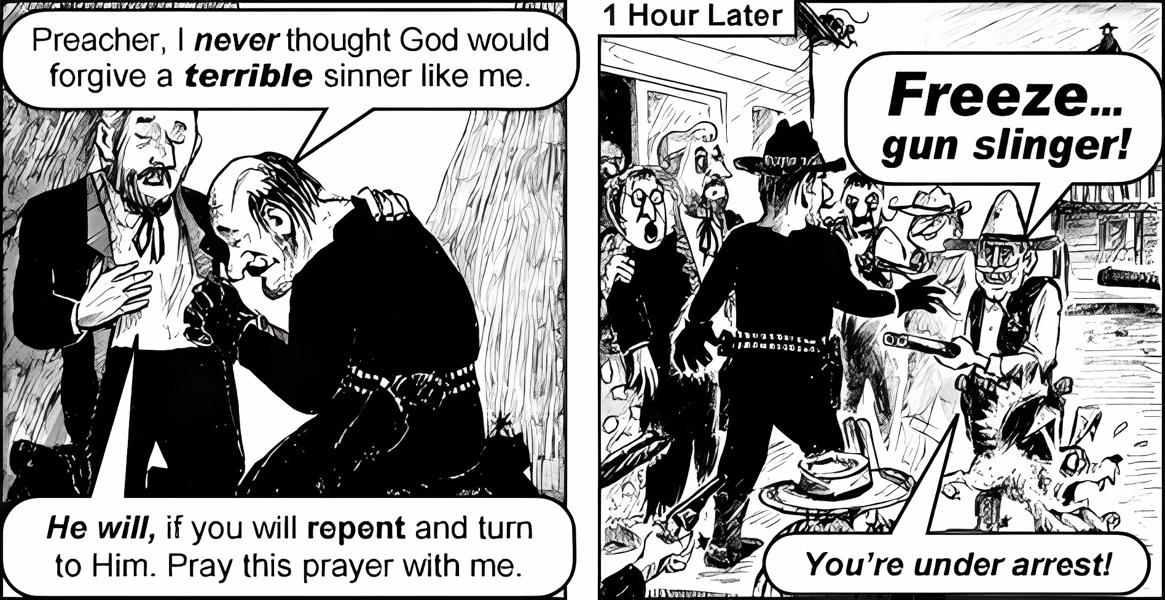 Preacher, I never thought God would
forgive a terrible sinner like me.
He will, if you will repent and turn
to Him. Pray this prayer with me.
1 Hour Later
Freeze...
gun slinger!
You're under arrest!